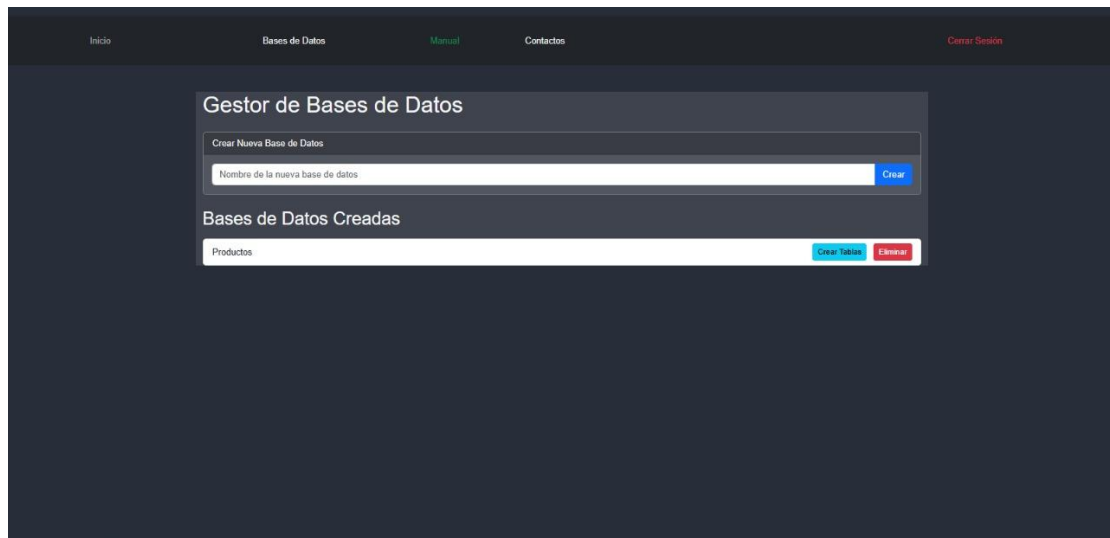 Inicio Bases de Datos Manual Contactos Cerrar Sesión
Gestor de Bases de Datos
Crear Nueva Base de Datos
Nombre de la nueva base de datos Crear
Bases de Datos Creadas
Productos Crear Tablas Eliminar